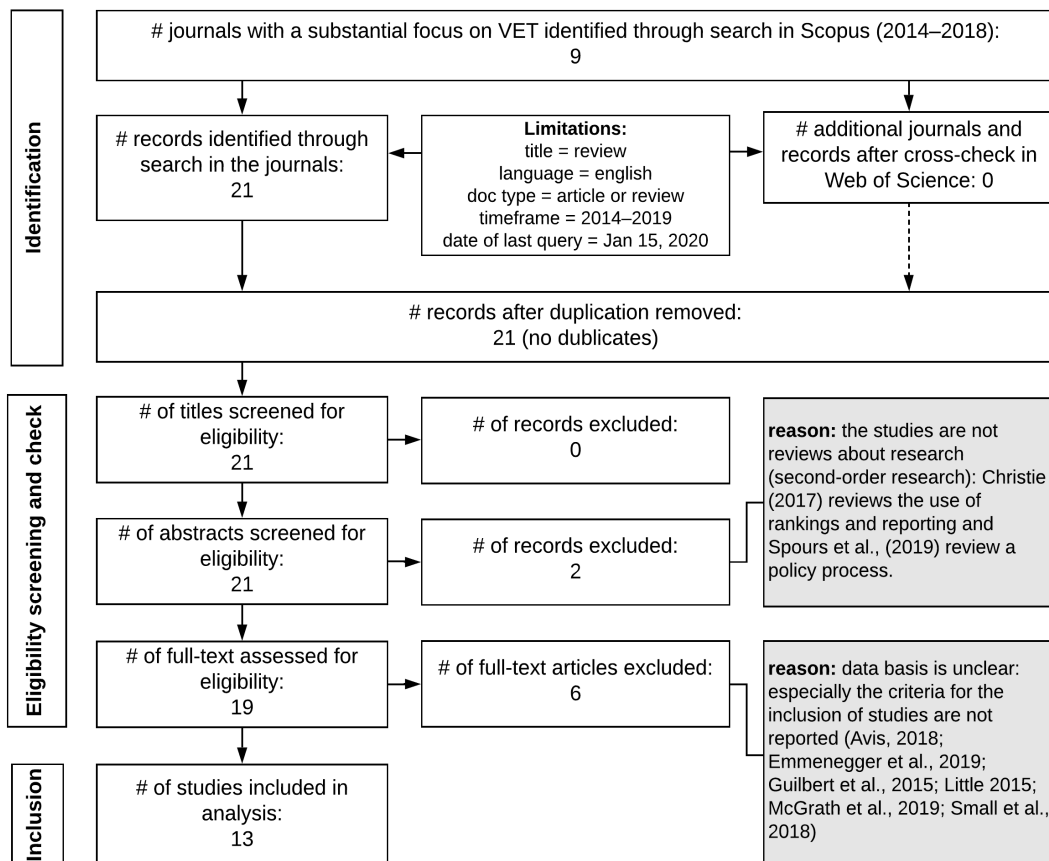 # journals with a substantial focus on VET identified through search in Scopus (2014–2018):
9
Identification
# records identified through
search in the journals:
21
Limitations:
title = review
language = english
doc type = article or review
timeframe = 2014–2019
date of last query = Jan 15, 2020
# additional journals and
records after cross-check in
Web of Science: 0
# records after duplication removed:
21 (no dublicates)
Eligibility screening and check
# of titles screened for
eligibility:
21
# of records excluded:
0
reason: the studies are not
reviews about research
(second-order research): Christie
(2017) reviews the use of
rankings and reporting and
Spours et al., (2019) review a
policy process.
# of abstracts screened for
eligibility:
21
# of records excluded:
2
# of full-text assessed for
eligibility:
19
# of full-text articles excluded:
6
reason: data basis is unclear:
especially the criteria for the
inclusion of studies are not
reported (Avis, 2018;
Emmenegger et al., 2019;
Guilbert et al., 2015; Little 2015;
McGrath et al., 2019; Small et al.,
2018)
Inclusion
# of studies included in
analysis:
13